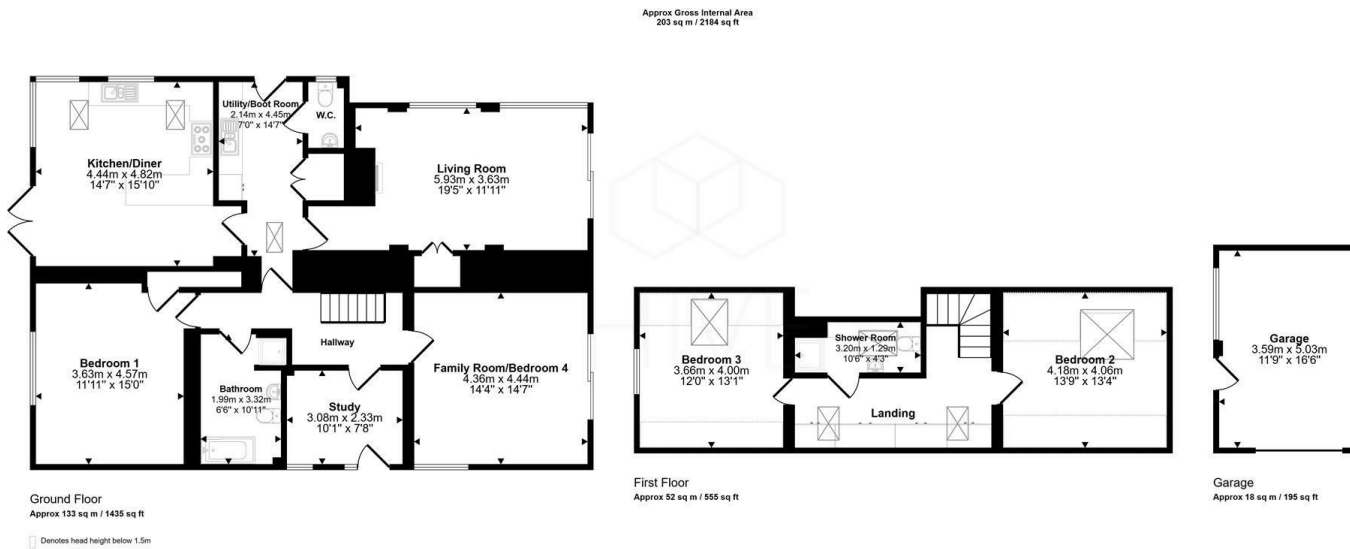 Approx Gross Internal Area
203 sq m / 2184 sq ft
Utility/Boot Room
2.14m x 4.45m
7'0" x 14'7"
W.C.
Kitchen/Diner
4.44m x 4.82m
14'7" x 15'10"
Living Room
5.93m x 3.63m
19'5" x 11'11"
Bedroom 1
3.63m x 4.57m
11'11" x 15'0"
Hallway
Bathroom
1.99m x 3.32m
6'6" x 10'11"
Study
3.08m x 2.33m
10'1" x 7'8"
Family Room/Bedroom 4
4.36m x 4.44m
14'4" x 14'7"
Ground Floor
Approx 133 sq m / 1435 sq ft
Denotes head height below 1.5m
Bedroom 3
3.66m x 4.00m
12'0" x 13'1"
Shower Room
3.20m x 1.29m
10'6" x 4'3"
Landing
Bedroom 2
4.18m x 4.06m
13'9" x 13'4"
First Floor
Approx 52 sq m / 555 sq ft
Garage
3.59m x 5.03m
11'9" x 16'6"
Garage
Approx 18 sq m / 195 sq ft